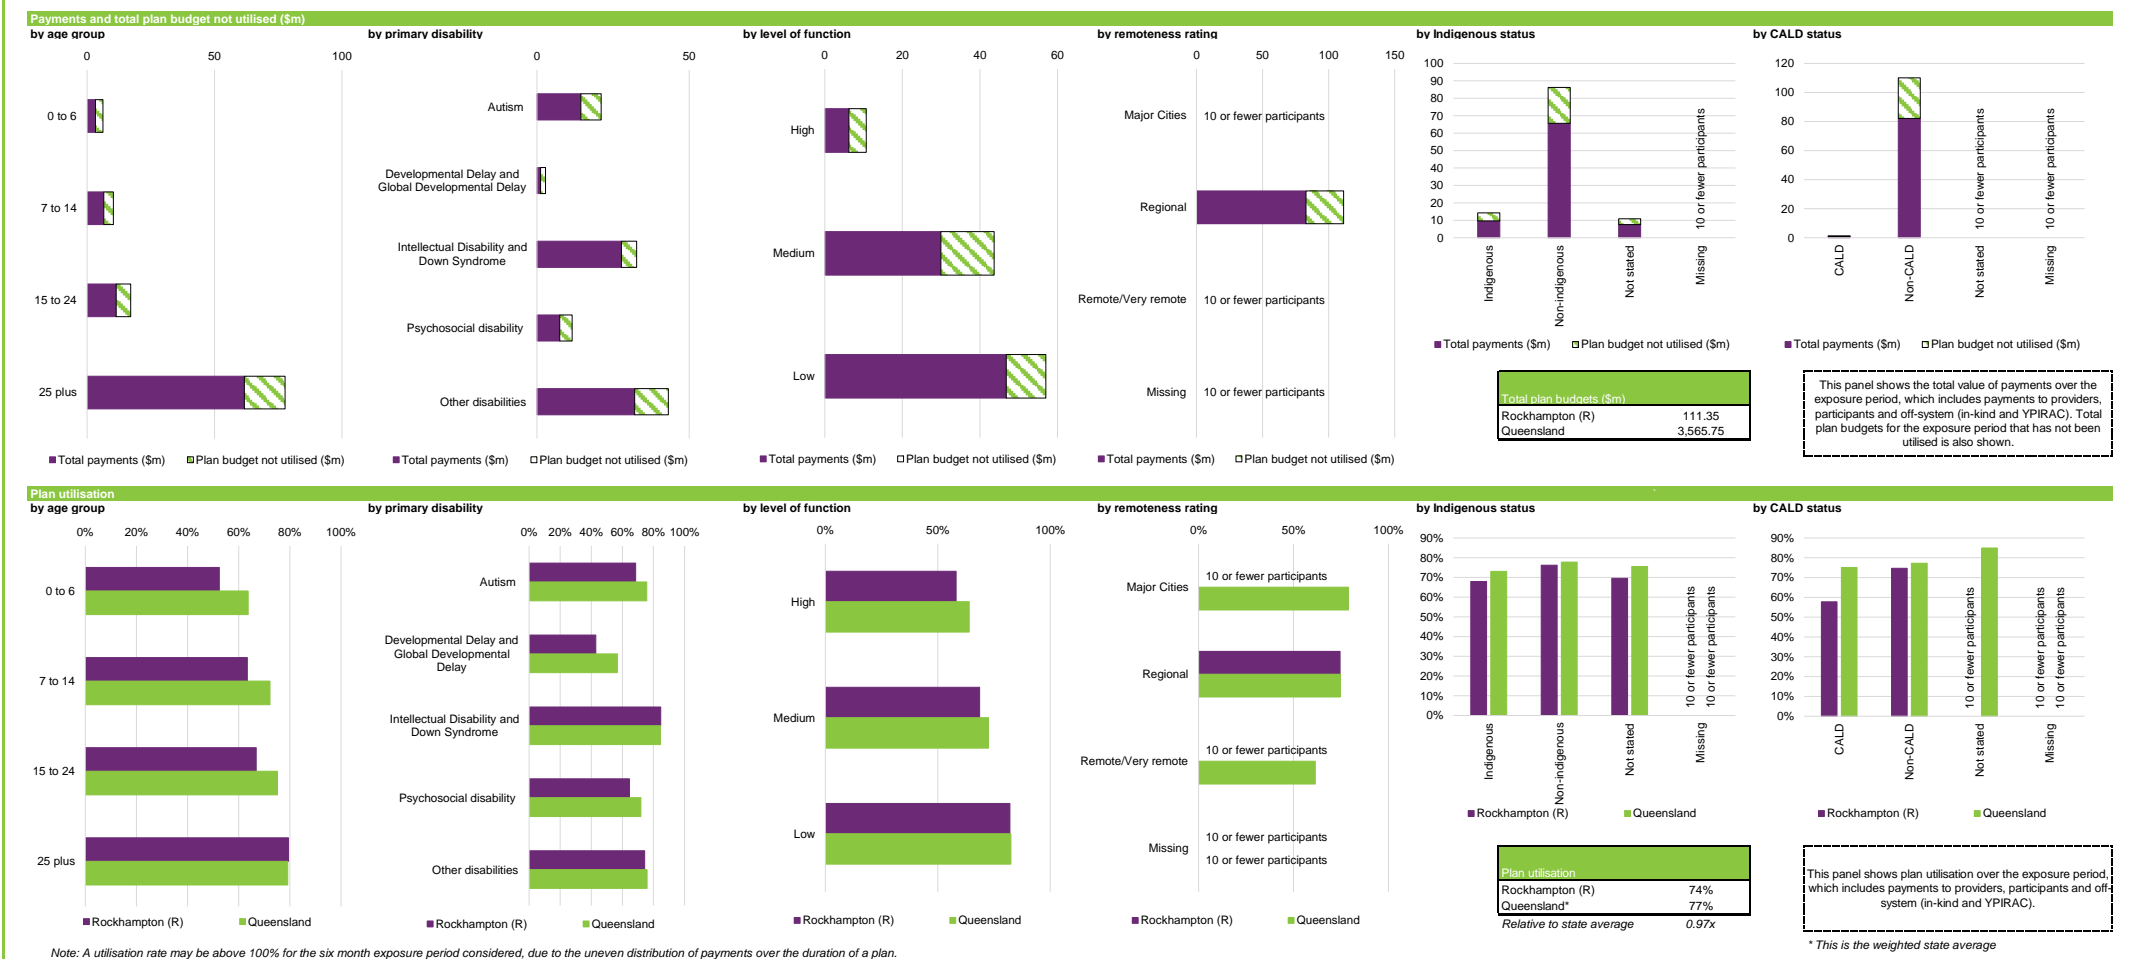 Payments and total plan budget not utilised ($m)
by age group
0 50 100
0 to 6
7 to 14
15 to 24
25 plus
Total payments ($m) Plan budget not utilised ($m)
by primary disability
0 50
Autism
Developmental Delay and
Global Developmental Delay
Intellectual Disability and
Down Syndrome
Psychosocial disability
Other disabilities
Total payments ($m) Plan budget not utilised ($m)
by level of function
0 20 40 60
High
Medium
Low
Total payments ($m) Plan budget not utilised ($m)
by remoteness rating
0 50 100 150
Major Cities 10 or fewer participants
Regional
Remote/Very remote 10 or fewer participants
Missing 10 or fewer participants
Total payments ($m) Plan budget not utilised ($m)
by Indigenous status
100
90
80
70
60
50
40
30
20
10
0
10 or fewer participants
Indigenous
Non-indigenous
Not stated
Missing
Total payments ($m) Plan budget not utilised ($m)
Total plan budgets ($m)
Rockhampton (R) 111.35
Queensland 3,565.75
by CALD status
120
100
80
60
40
20
0
10 or fewer participants
10 or fewer participants
CALD
Non-CALD
Not stated
Missing
Total payments ($m) Plan budget not utilised ($m)
This panel shows the total value of payments over the
exposure period, which includes payments to providers,
participants and off-system (in-kind and YPIRAC). Total
plan budgets for the exposure period that has not been
utilised is also shown.
Plan utilisation
by age group
0% 20% 40% 60% 80% 100%
0 to 6
7 to 14
15 to 24
25 plus
Rockhampton (R) Queensland
by primary disability
0% 20% 40% 60% 80% 100%
Autism
Developmental Delay and
Global Developmental
Delay
Intellectual Disability and
Down Syndrome
Psychosocial disability
Other disabilities
Rockhampton (R) Queensland
by level of function
0% 50% 100%
High
Medium
Low
Rockhampton (R) Queensland
by remoteness rating
0% 50% 100%
10 or fewer participants
Major Cities
Regional
10 or fewer participants
Remote/Very remote
10 or fewer participants
Missing
10 or fewer participants
Rockhampton (R) Queensland
by Indigenous status
90%
80%
70%
60%
50%
40%
30%
20%
10%
0%
10 or fewer participants
10 or fewer participants
Indigenous
Non-indigenous
Not stated
Missing
Rockhampton (R) Queensland
Plan utilisation
Rockhampton (R) 74%
Queensland* 77%
Relative to state average 0.97x
by CALD status
90%
80%
70%
60%
50%
40%
30%
20%
10%
0%
10 or fewer participants
10 or fewer participants
10 or fewer participants
CALD
Non-CALD
Not stated
Missing
Rockhampton (R) Queensland
This panel shows plan utilisation over the exposure period,
which includes payments to providers, participants and off-
system (in-kind and YPIRAC).
* This is the weighted state average
Note: A utilisation rate may be above 100% for the six month exposure period considered, due to the uneven distribution of payments over the duration of a plan.